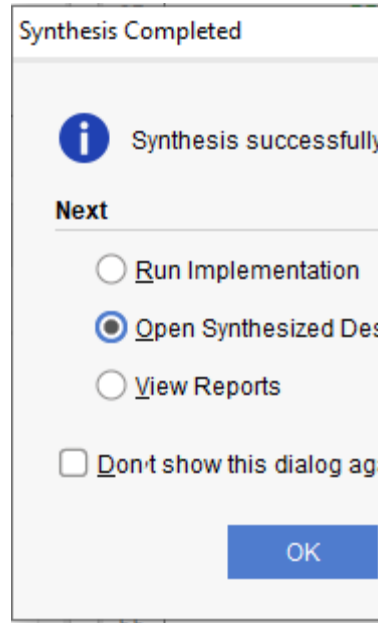 Synthesis Completed
Synthesis successfully
Next
Run Implementation
Open Synthesized Des
View Reports
Don't show this dialog ag
OK